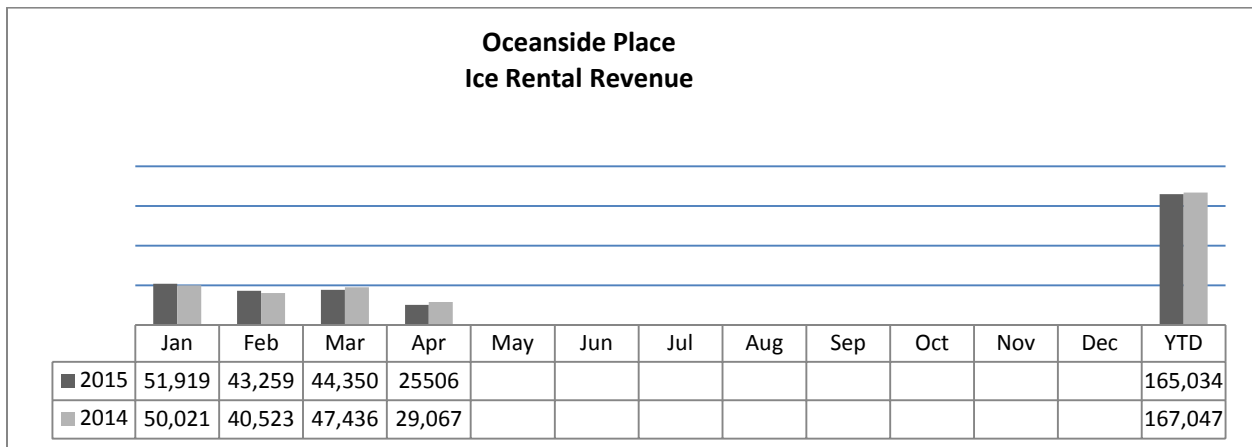 Oceanside Place
Ice Rental Revenue
Jan Feb Mar Apr May Jun Jul Aug Sep Oct Nov Dec YTD
2015 51,919 43,259 44,350 25506 165,034
2014 50,021 40,523 47,436 29,067 167,047